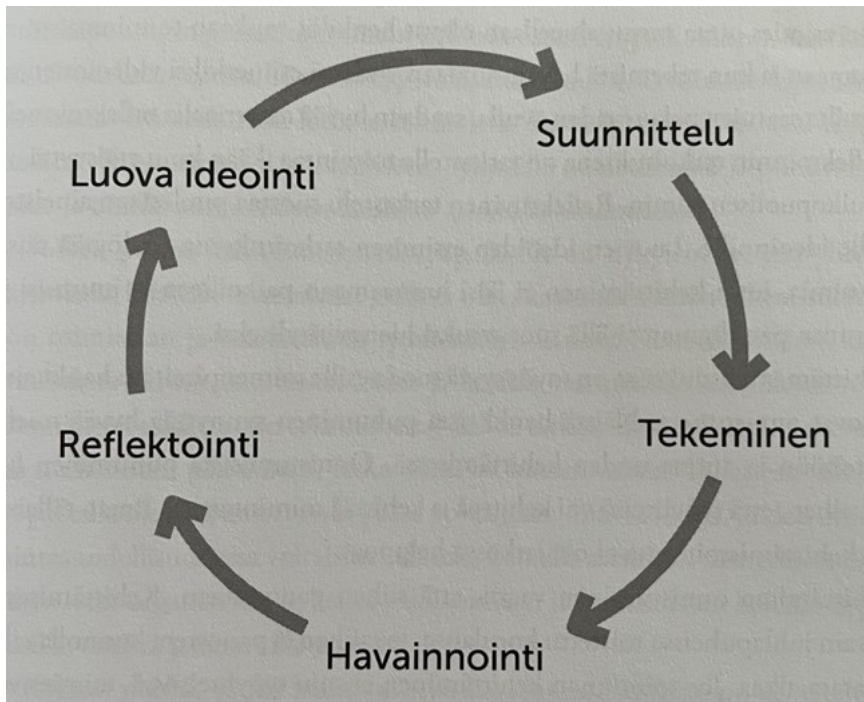 Suunnittelu
Luova ideointi
Tekeminen
Reflektointi
Havainnointi